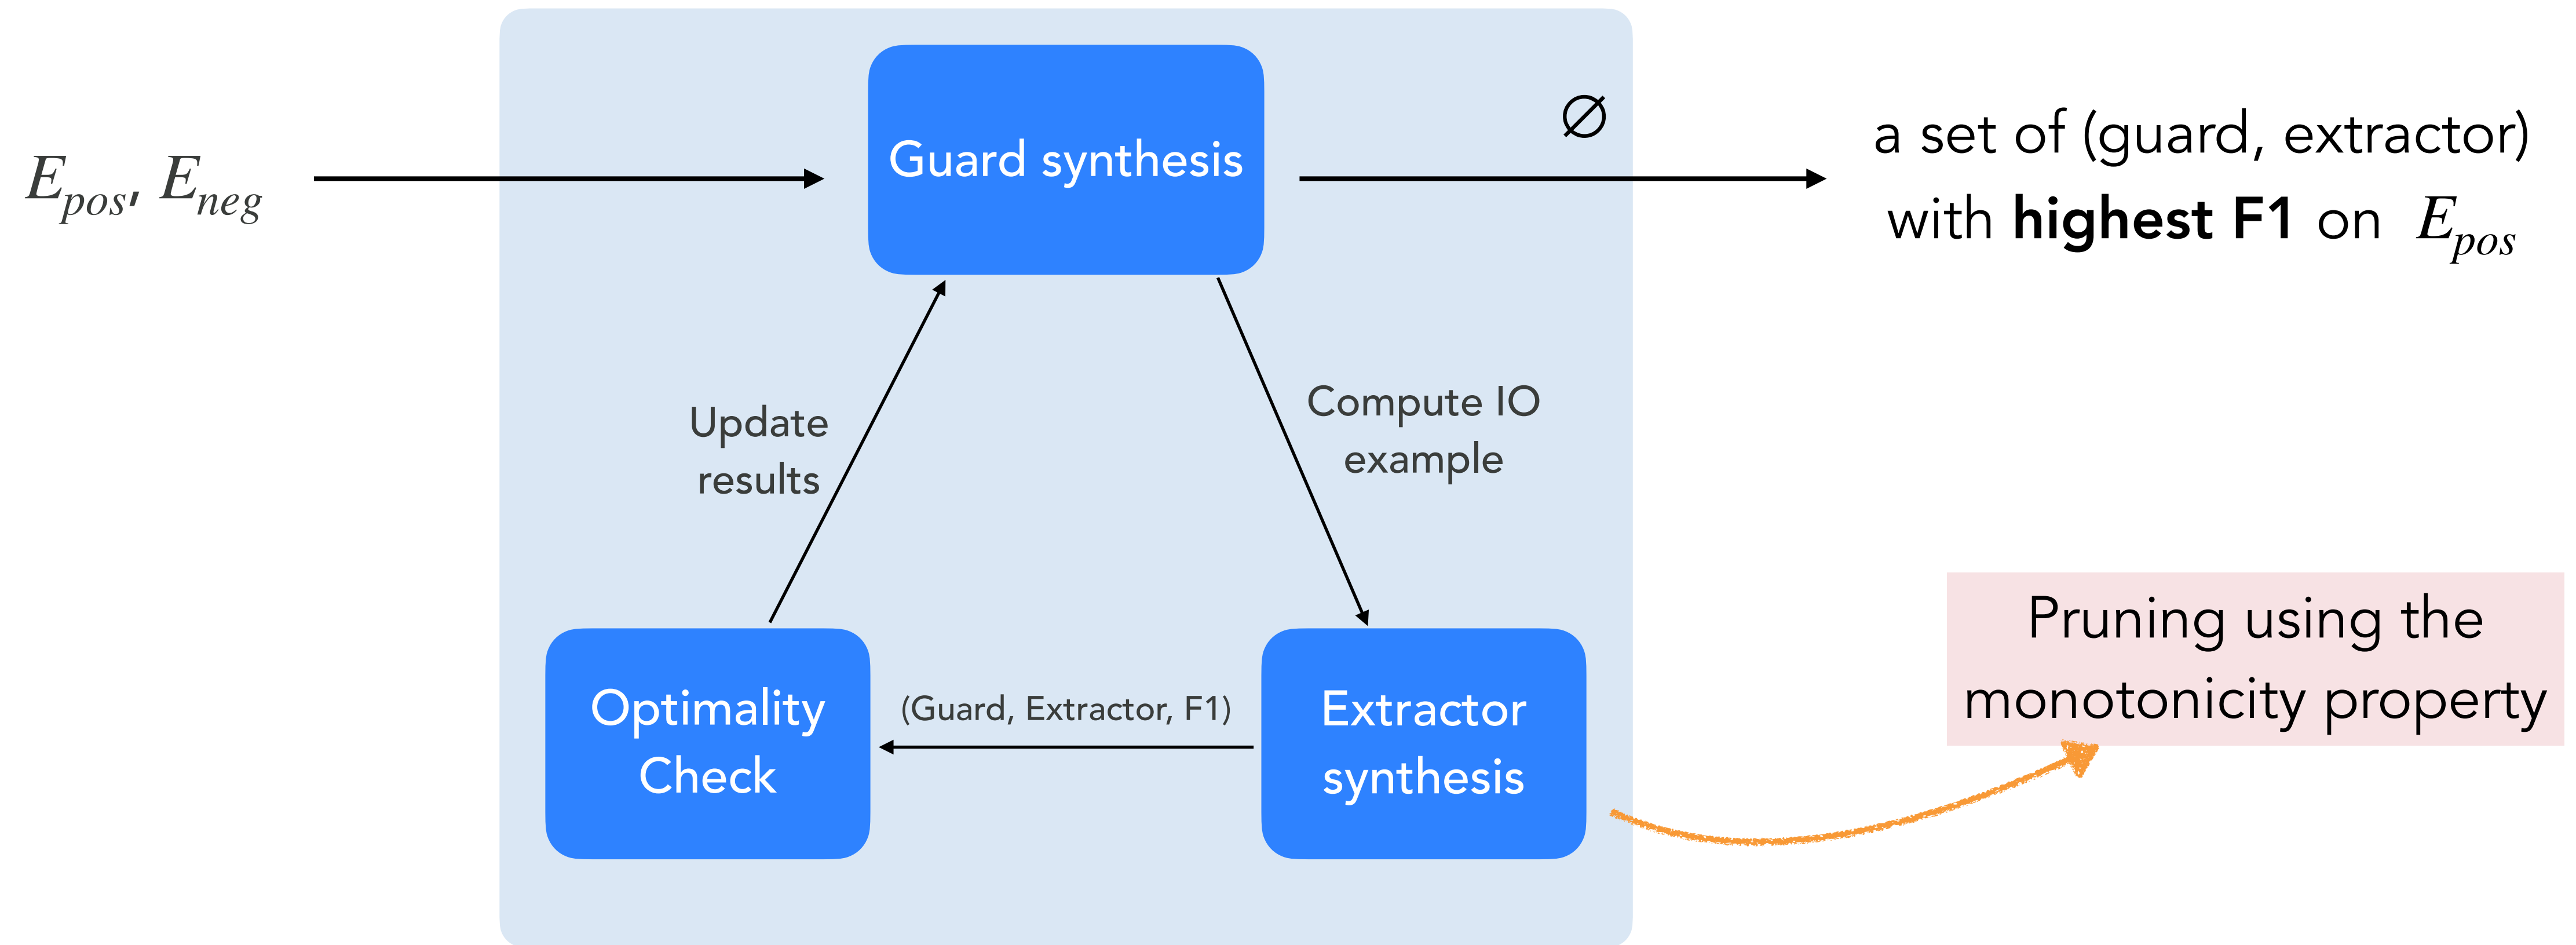 E_pos, E_neg
Guard synthesis
∅
a set of (guard, extractor)
with highest F1 on E_pos
Update
results
Compute IO
example
Optimality
Check
(Guard, Extractor, F1)
Extractor
synthesis
Pruning using the
monotonicity property